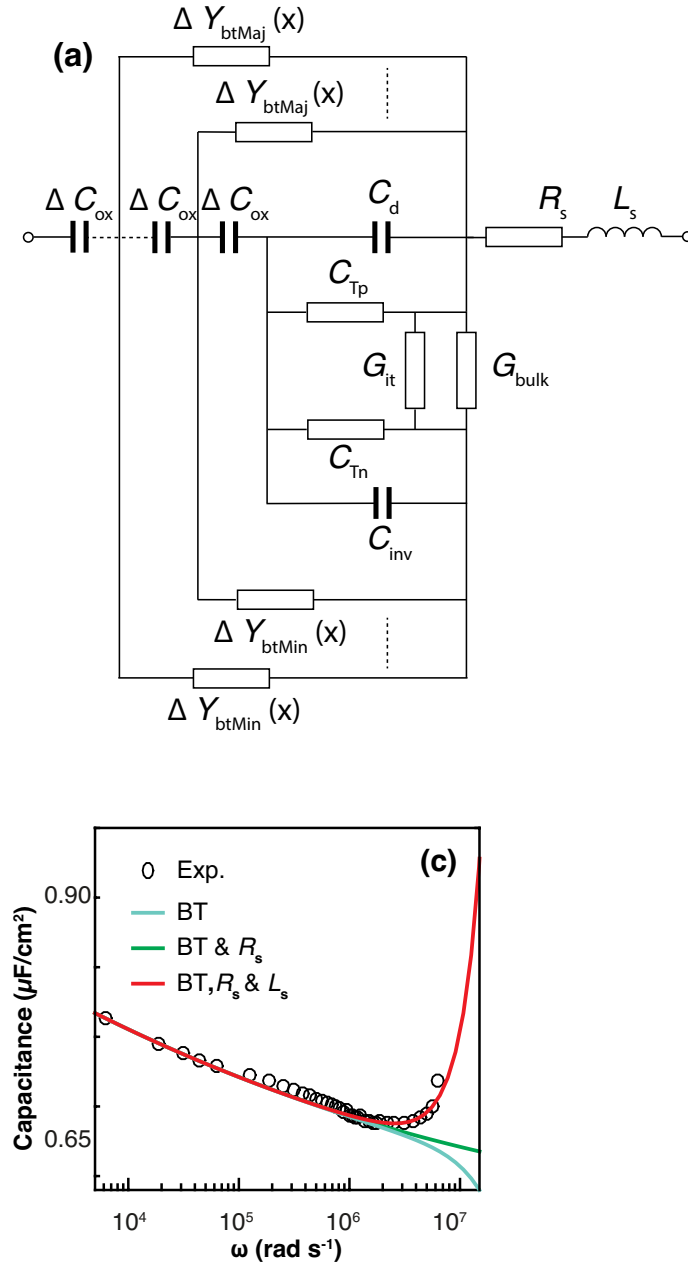 Δ Y_btMaj (x)
(a)
Δ Y_btMaj (x)
Δ C_ox Δ C_ox Δ C_ox C_d R_s L_s
C_Tp
G_it G_bulk
C_Tn
C_inv
Δ Y_btMin (x)
Δ Y_btMin (x)
(c)
Exp.
BT
BT & R_s
BT, R_s & L_s
0.90
0.65
Capacitance (µF/cm²)
10⁴ 10⁵ 10⁶ 10⁷
ω (rad s⁻¹)